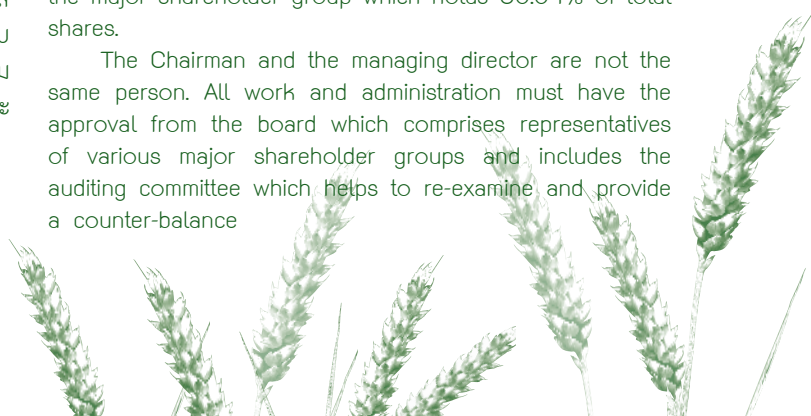 shares.
The Chairman and the managing director are not the
same person. All work and administration must have the
approval from the board which comprises representatives
of various major shareholder groups and includes the
auditing committee which helps to re-examine and provide
a counter-balance